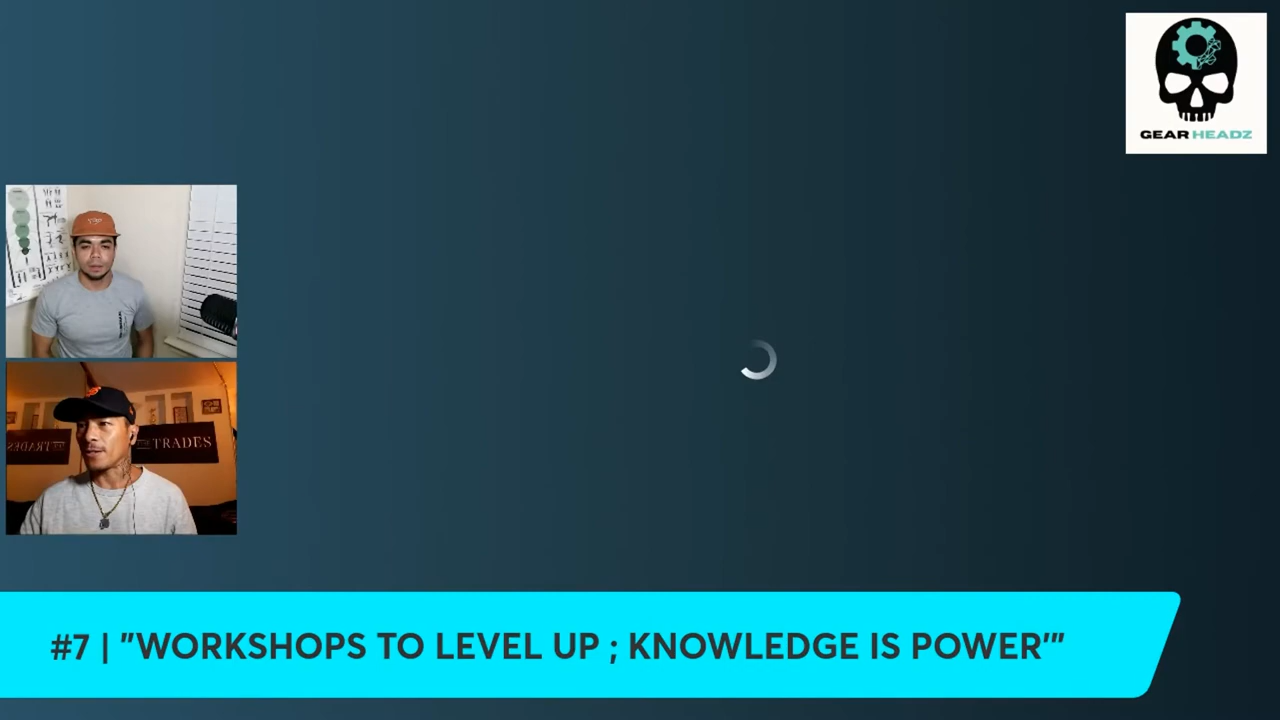 GEAR HEADZ
TRADES
TRADES
#7 | "WORKSHOPS TO LEVEL UP ; KNOWLEDGE IS POWER'"